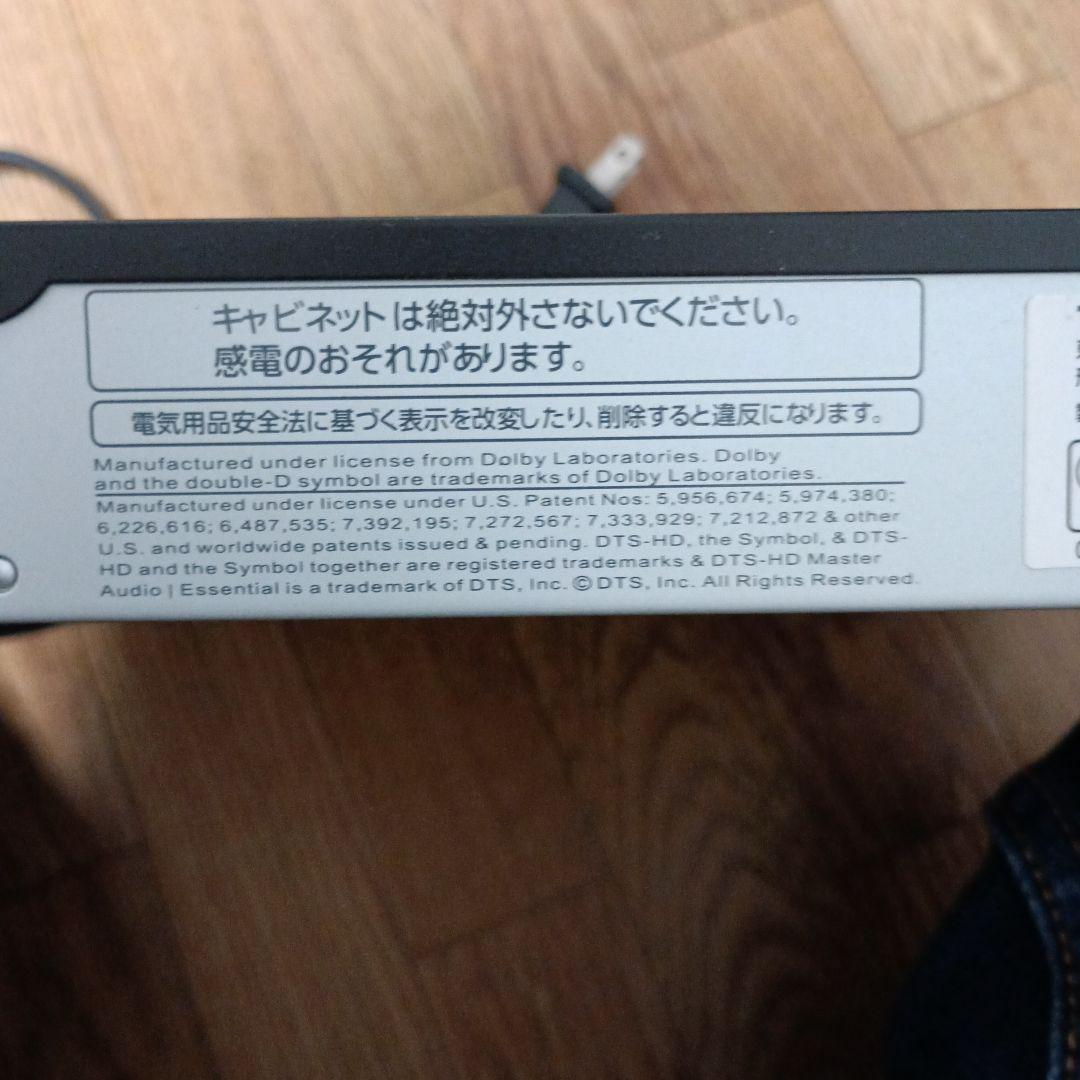 キャビネットは絶対外さないでください。
感電のおそれがあります。
電気用品安全法に基づく表示を改変したり、削除すると違反になります。
Manufactured under license from Dolby Laboratories. Dolby
and the double-D symbol are trademarks of Dolby Laboratories.
Manufactured under license under U.S. Patent Nos: 5,956,674; 5,974,380;
6,226,616; 6,487,535; 7,392,195; 7,272,567; 7,333,929; 7,212,872 & other
U.S. and worldwide patents issued & pending. DTS-HD, the Symbol, & DTS-
HD and the Symbol together are registered trademarks & DTS-HD Master
Audio | Essential is a trademark of DTS, Inc. ©DTS, Inc. All Rights Reserved.